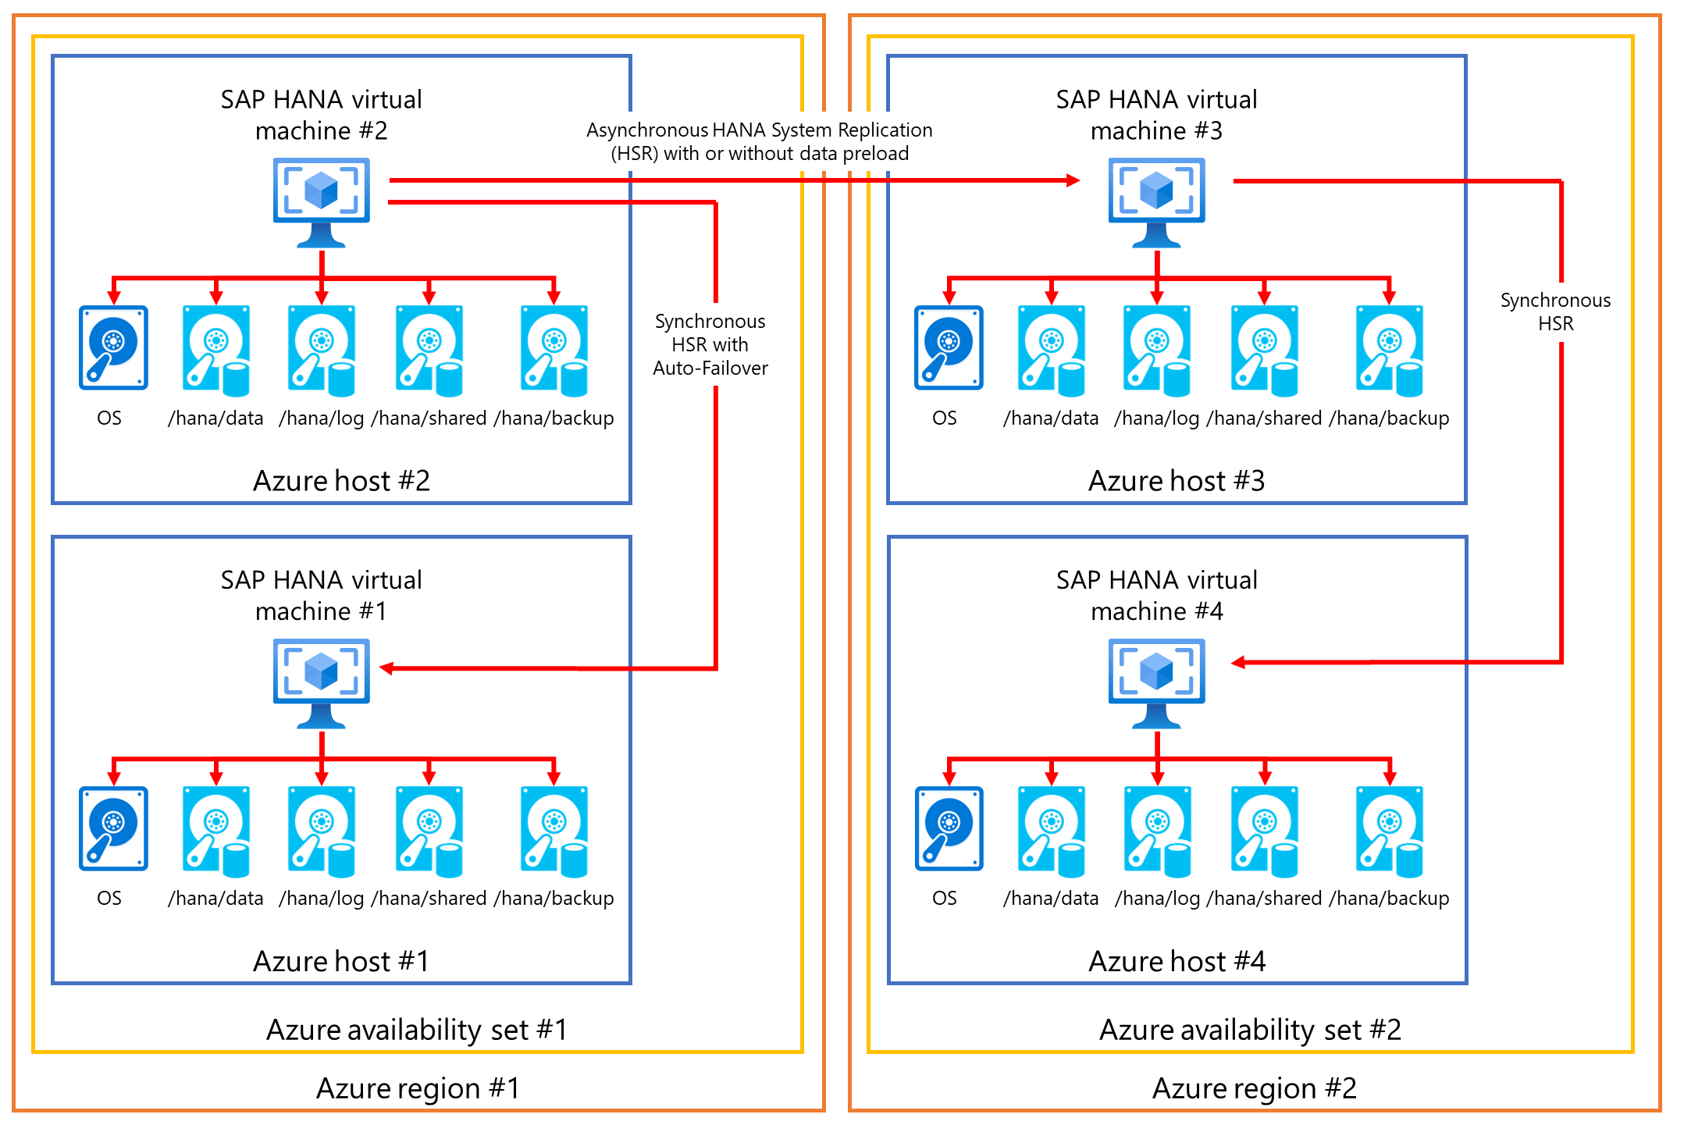 SAP HANA virtual
machine #2
OS
/hana/data
/hana/log
/hana/shared
/hana/backup
Azure host #2
Asynchronous HANA System Replication
(HSR) with or without data preload
Synchronous
HSR with
Auto-Failover
SAP HANA virtual
machine #1
OS
/hana/data
/hana/log
/hana/shared
/hana/backup
Azure host #1
Azure availability set #1
Azure region #1
SAP HANA virtual
machine #3
OS
/hana/data
/hana/log
/hana/shared
/hana/backup
Azure host #3
Synchronous
HSR
SAP HANA virtual
machine #4
OS
/hana/data
/hana/log
/hana/shared
/hana/backup
Azure host #4
Azure availability set #2
Azure region #2